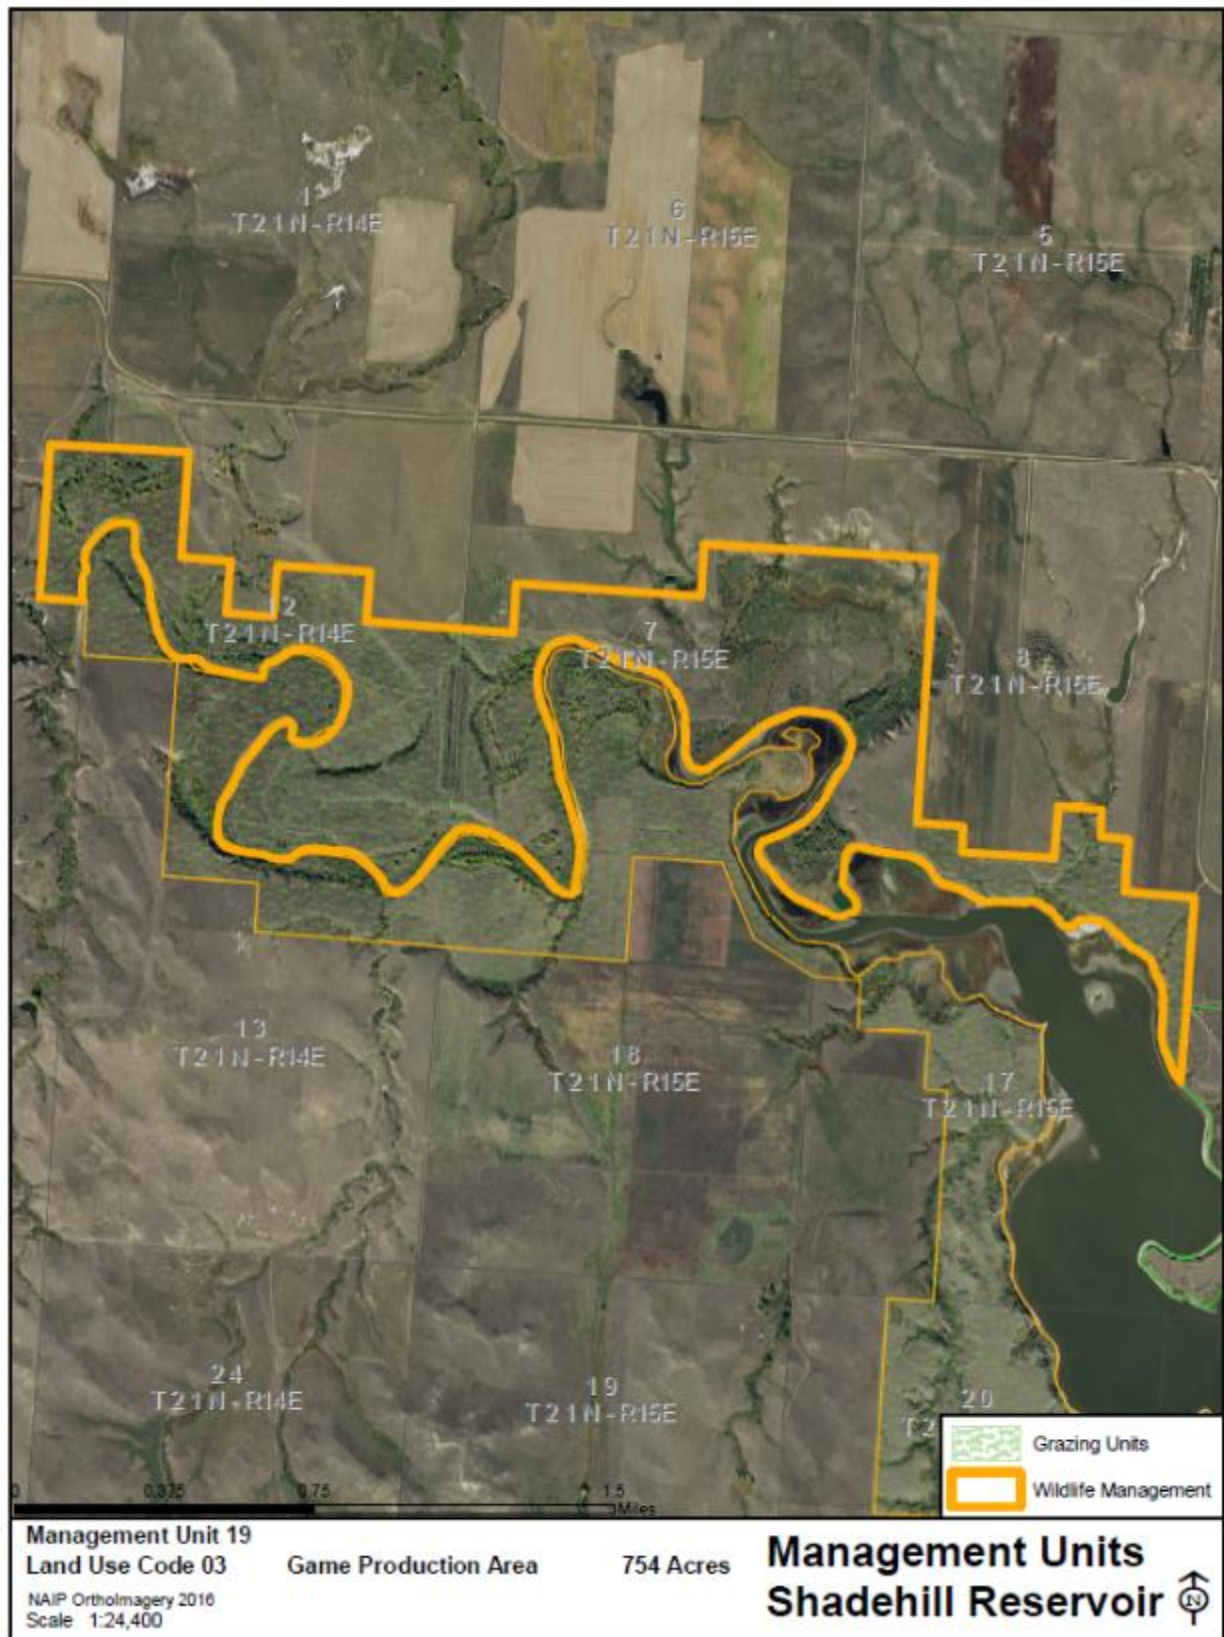 1
T21N-R14E
6
T21N-R15E
5
T21N-R15E
12
T21N-R14E
7
T21N-R15E
8
T21N-R15E
13
T21N-R14E
18
T21N-R15E
17
T21N-R15E
24
T21N-R14E
19
T21N-R15E
20
T2
Grazing Units
Wildlife Management
0 0.375 0.75 1.5
Miles
Management Unit 19
Land Use Code 03 Game Production Area 754 Acres
NAIP OrthoImagery 2016
Scale 1:24,400
Management Units
Shadehill Reservoir
N